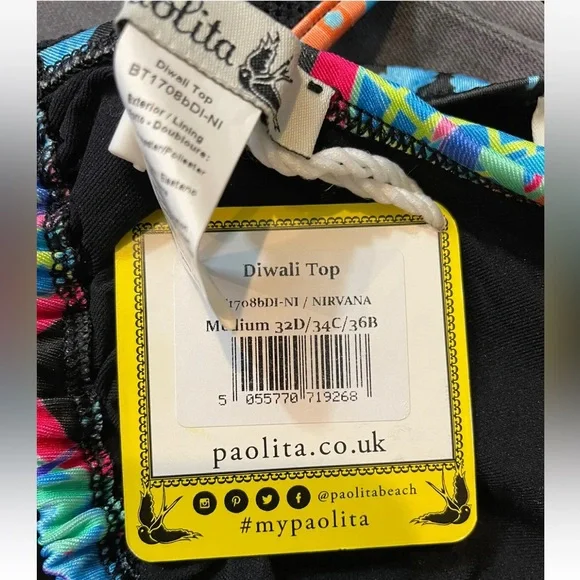 paolita
Diwali Top
BT1708bDI-NI
Exterior / Lining
Doublure:
Polyester
Elastano
Diwali Top
1708bDI-NI / NIRVANA
Medium 32D/34C/36B
5 055770 719268 >
paolita.co.uk
@paolitabeach
#mypaolita